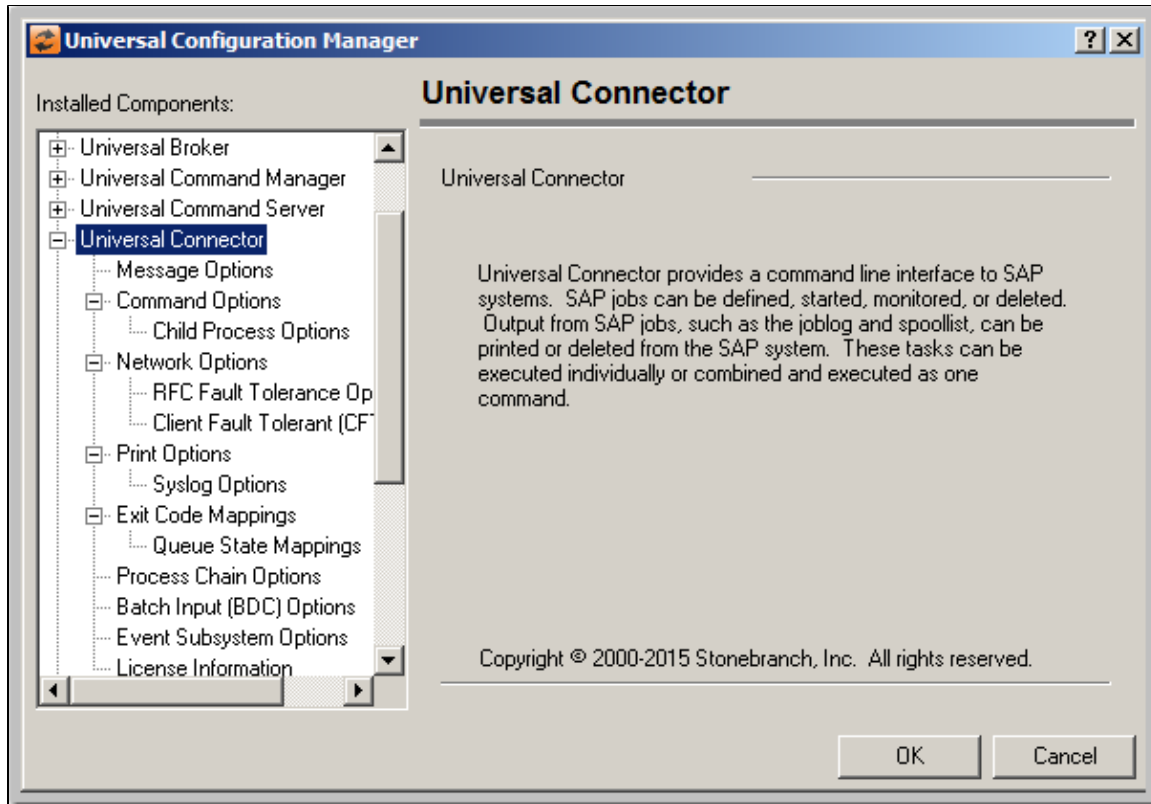 Universal Configuration Manager
Installed Components:
Universal Broker
Universal Command Manager
Universal Command Server
Universal Connector
Message Options
Command Options
Child Process Options
Network Options
RFC Fault Tolerance Op
Client Fault Tolerant (CF
Print Options
Syslog Options
Exit Code Mappings
Queue State Mappings
Process Chain Options
Batch Input (BDC) Options
Event Subsystem Options
License Information
Universal Connector
Universal Connector
Universal Connector provides a command line interface to SAP
systems. SAP jobs can be defined, started, monitored, or deleted.
Output from SAP jobs, such as the joblog and spoollist, can be
printed or deleted from the SAP system. These tasks can be
executed individually or combined and executed as one
command.
Copyright © 2000-2015 Stonebranch, Inc. All rights reserved.
OK
Cancel